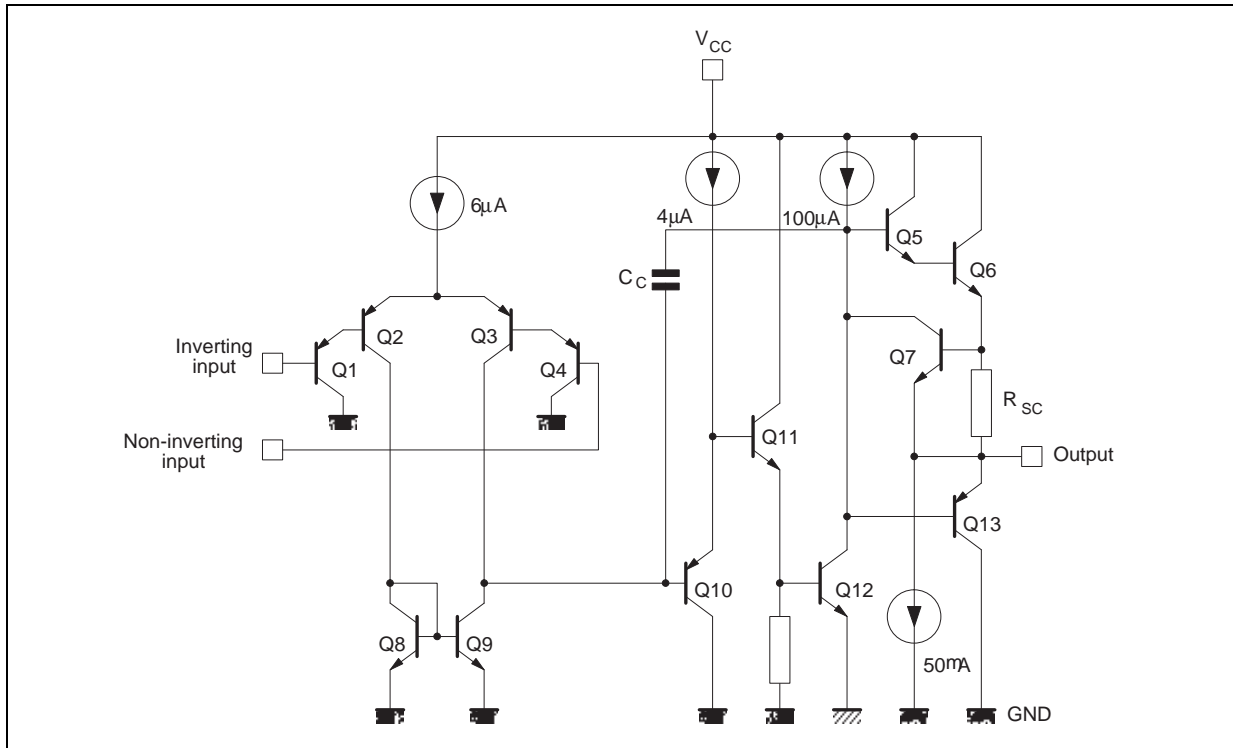 VCC
6µA
4µA
100µA
Q5
Q6
CC
Q2
Q3
Inverting
input
Q1
Q4
Q7
RSC
Non-inverting
input
Q11
Output
Q13
Q10
Q12
Q8
Q9
50mA
GND